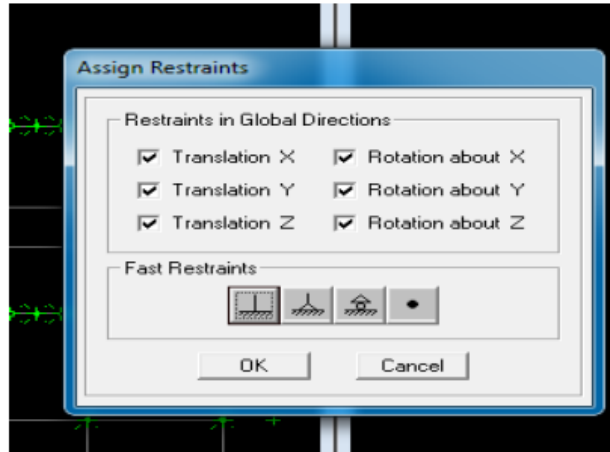 Assign Restraints
Restraints in Global Directions
Translation X Rotation about X
Translation Y Rotation about Y
Translation Z Rotation about Z
Fast Restraints
OK Cancel